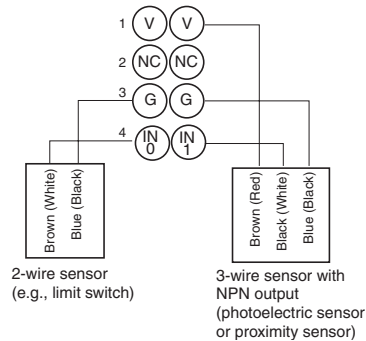 1 V V
2 NC NC
3 G G
4 IN 0 IN 1
Brown (White)
Blue (Black)
Brown (Red)
Black (White)
Blue (Black)
2-wire sensor
(e.g., limit switch)
3-wire sensor with
NPN output
(photoelectric sensor
or proximity sensor)